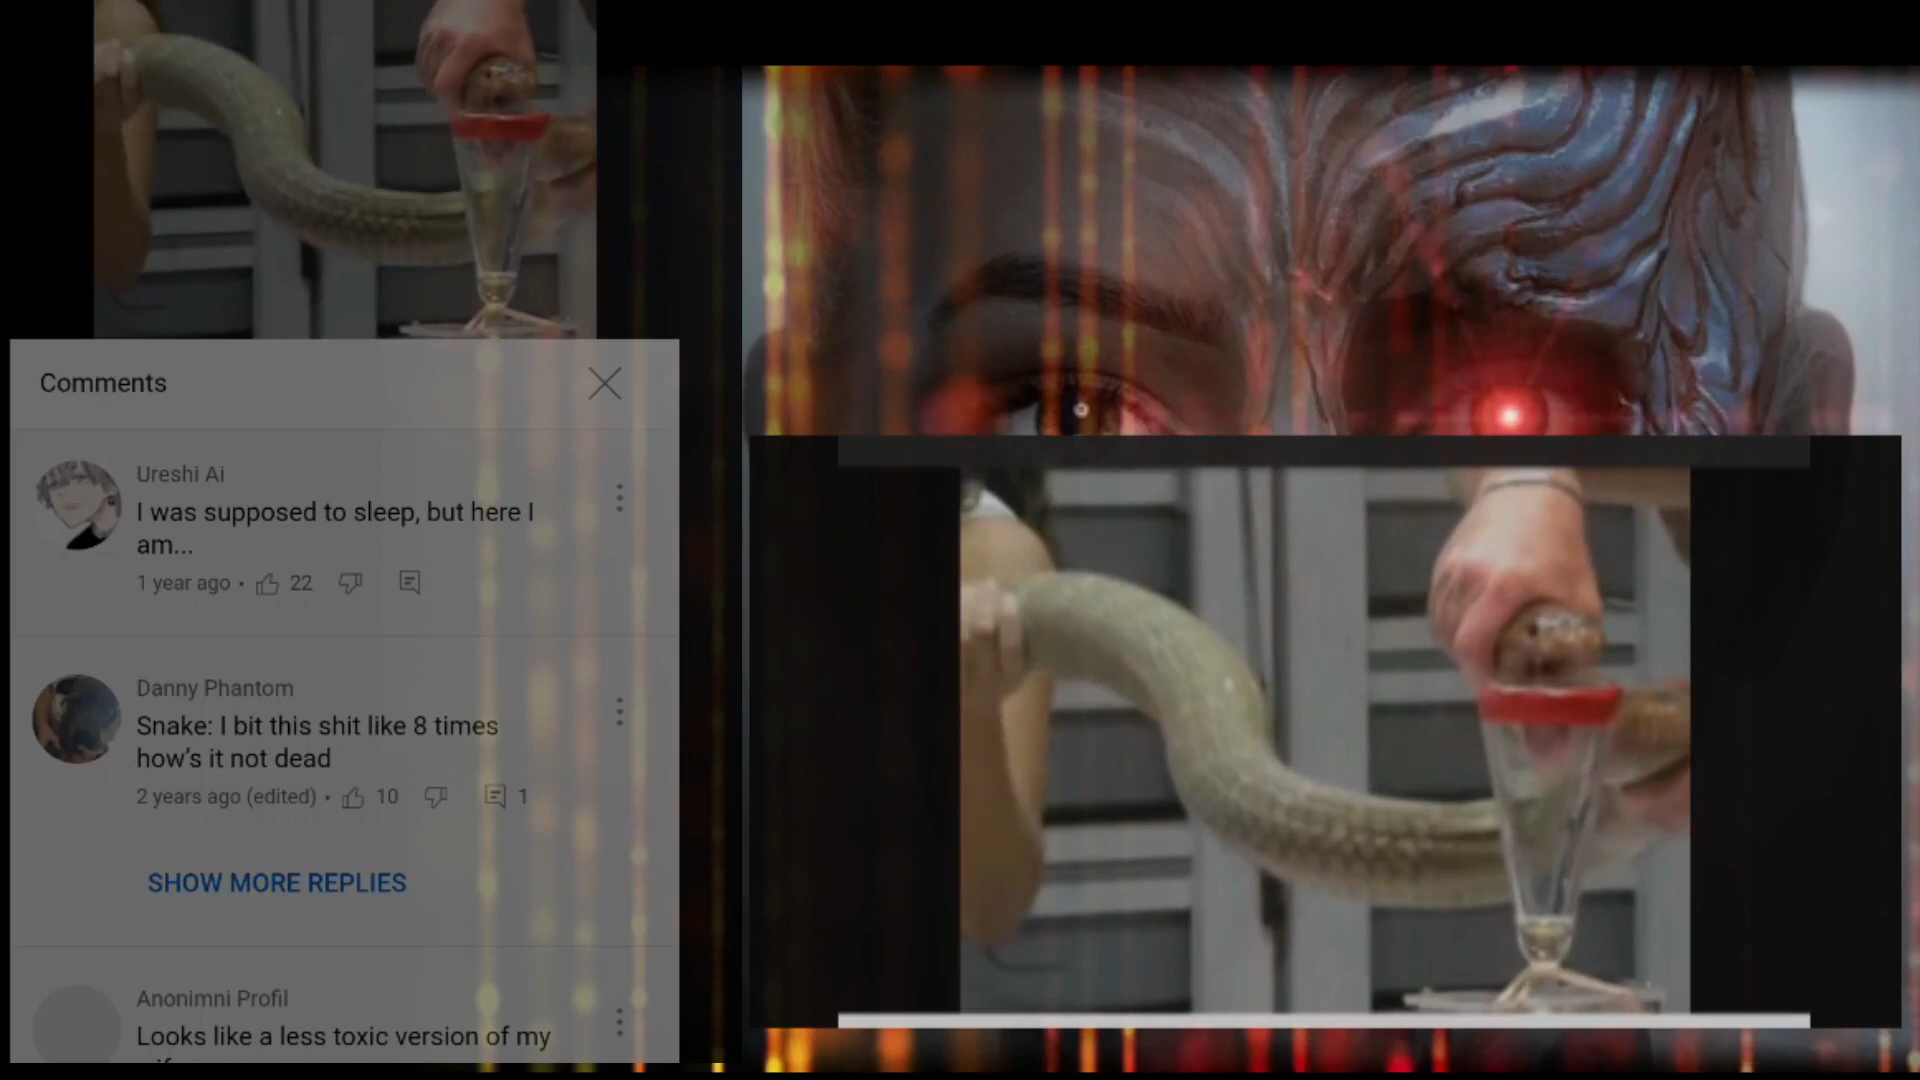 Comments
Ureshi Ai
I was supposed to sleep, but here I
am...
1 year ago • 22
Danny Phantom
Snake: I bit this shit like 8 times
how's it not dead
2 years ago (edited) • 10 1
SHOW MORE REPLIES
Anonimni Profil
Looks like a less toxic version of my